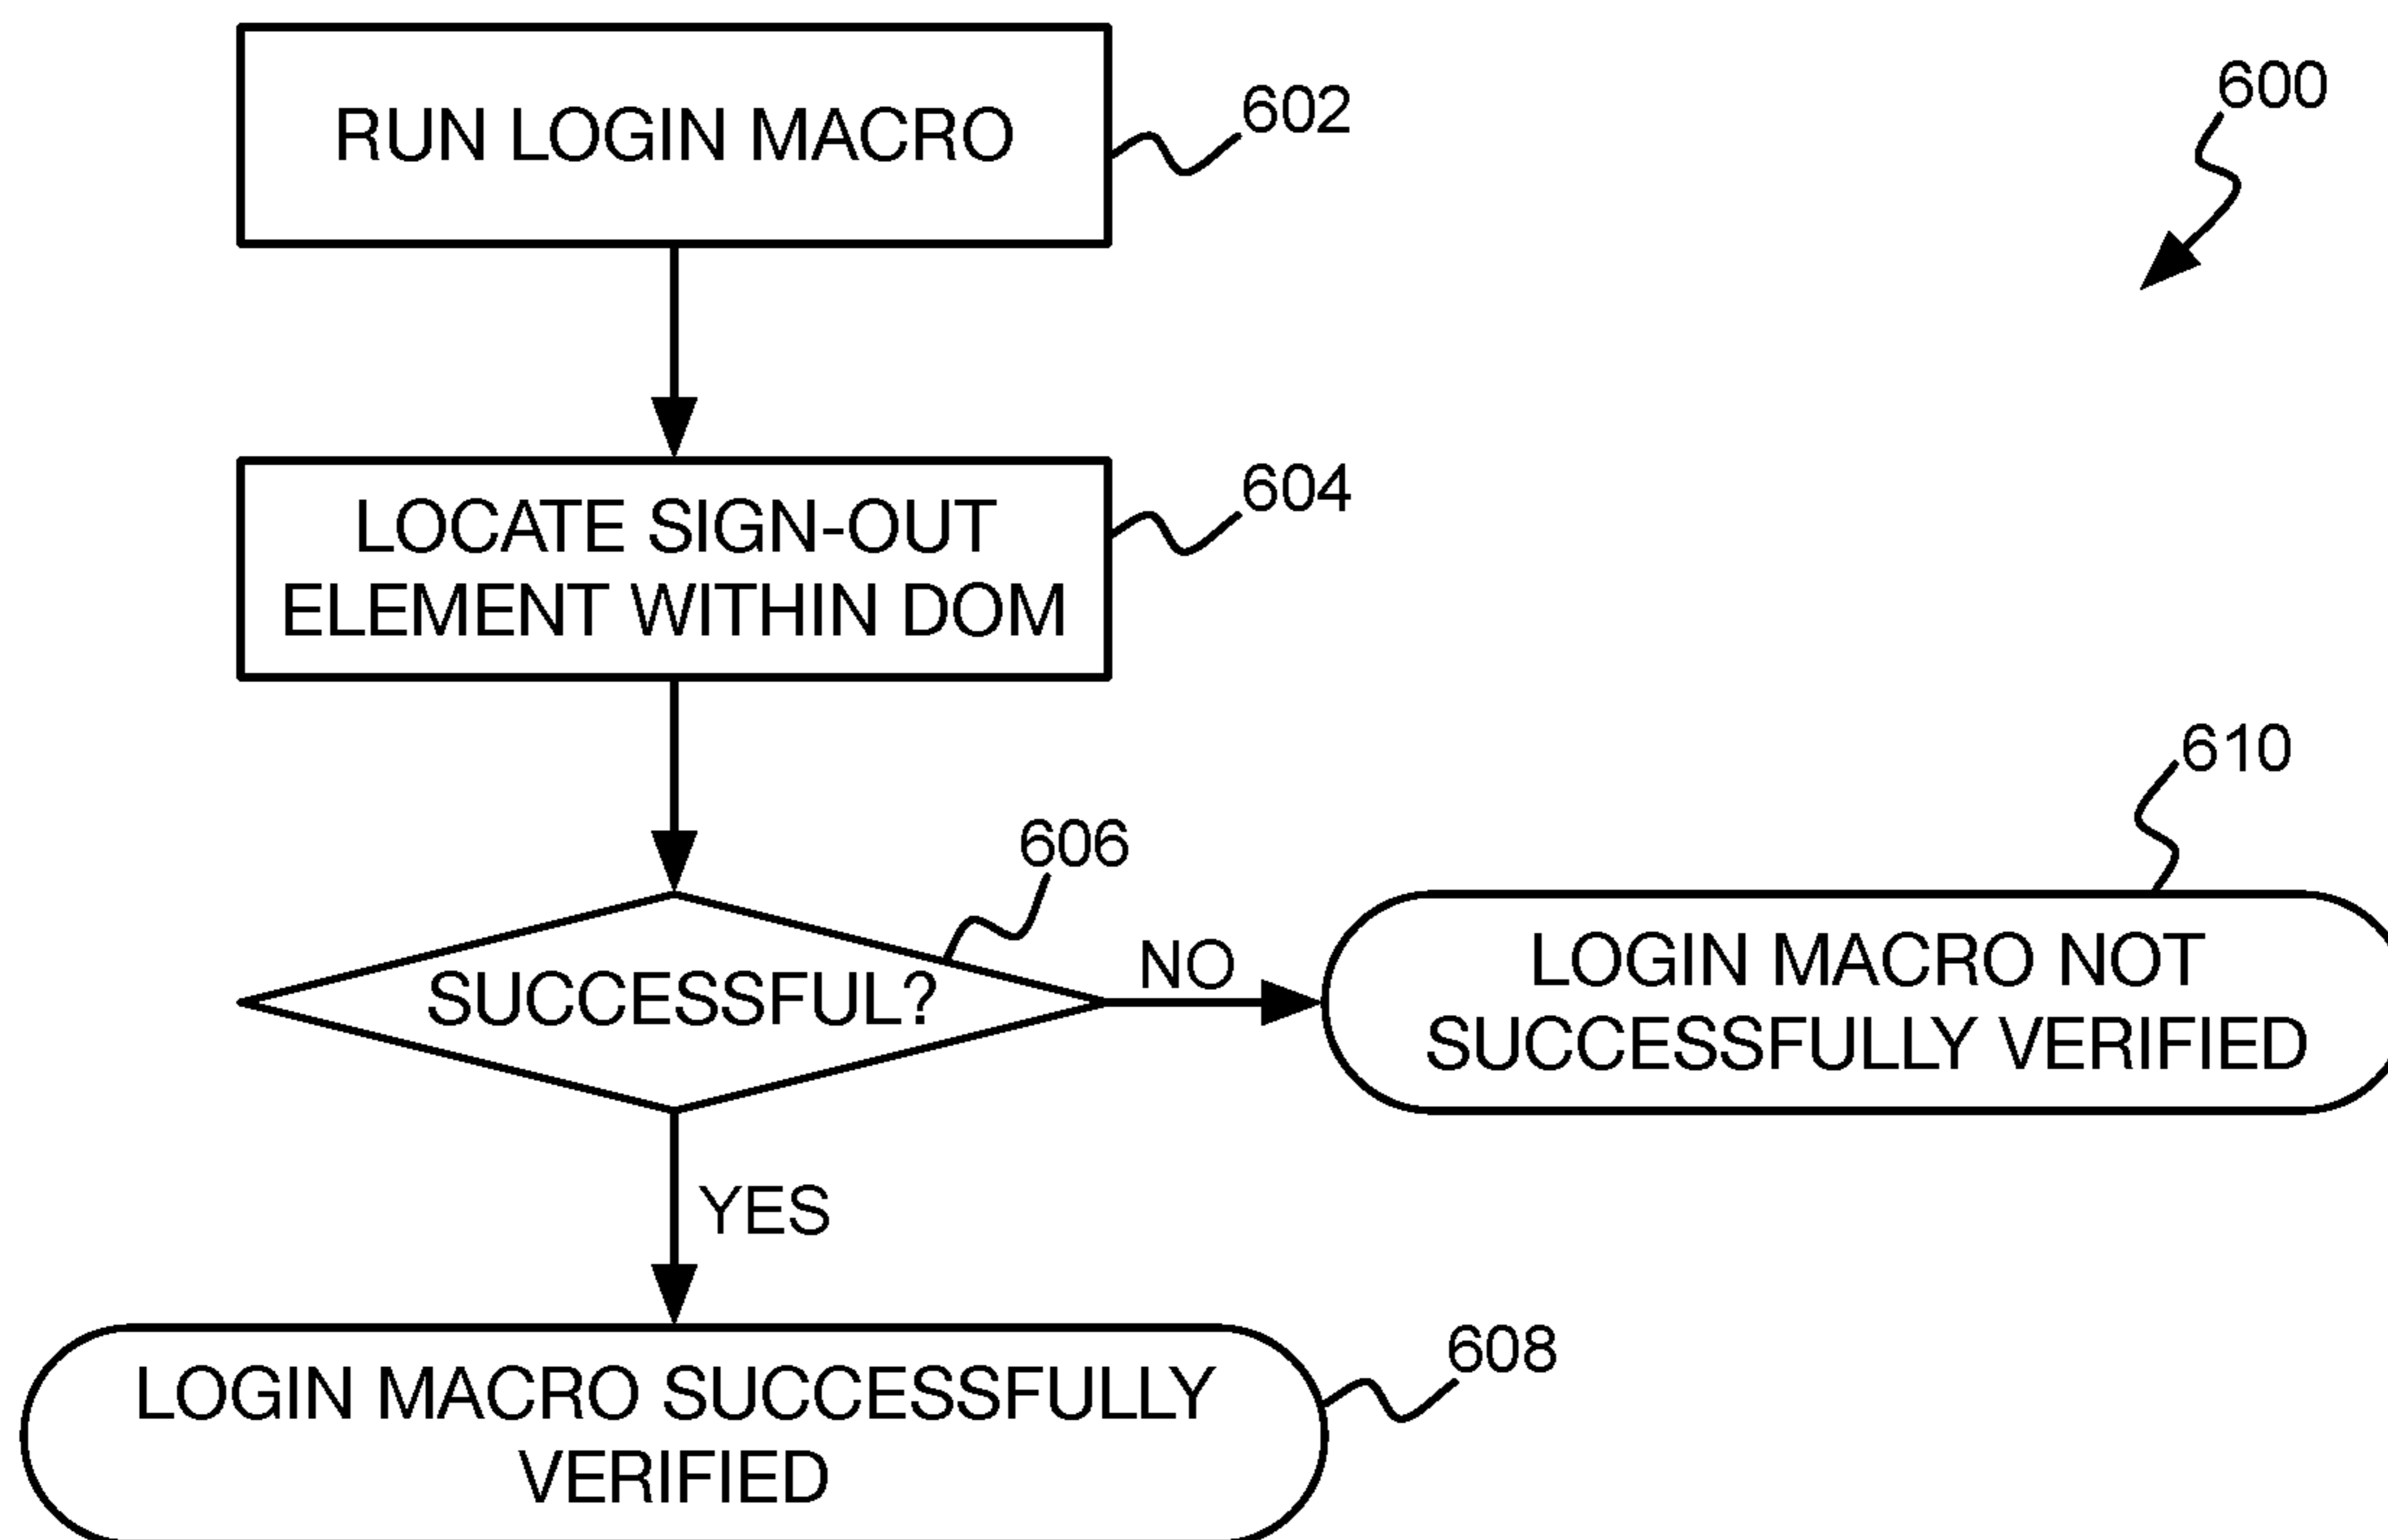 RUN LOGIN MACRO
602
600
LOCATE SIGN-OUT
ELEMENT WITHIN DOM
604
606
SUCCESSFUL?
NO
610
LOGIN MACRO NOT
SUCCESSFULLY VERIFIED
YES
LOGIN MACRO SUCCESSFULLY
VERIFIED
608